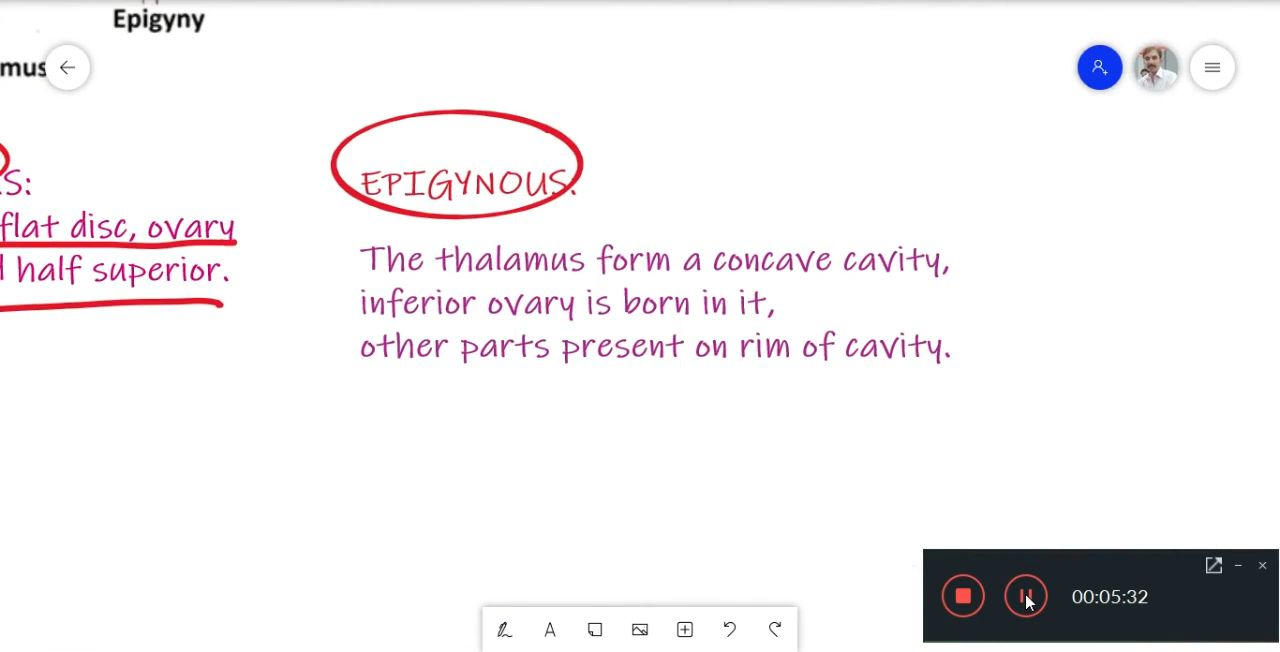 Epigyny
mus
S:
flat disc, ovary
half superior.
EPIGYNOUS.
The thalamus form a concave cavity,
inferior ovary is born in it,
other parts present on rim of cavity.
A
00:05:32